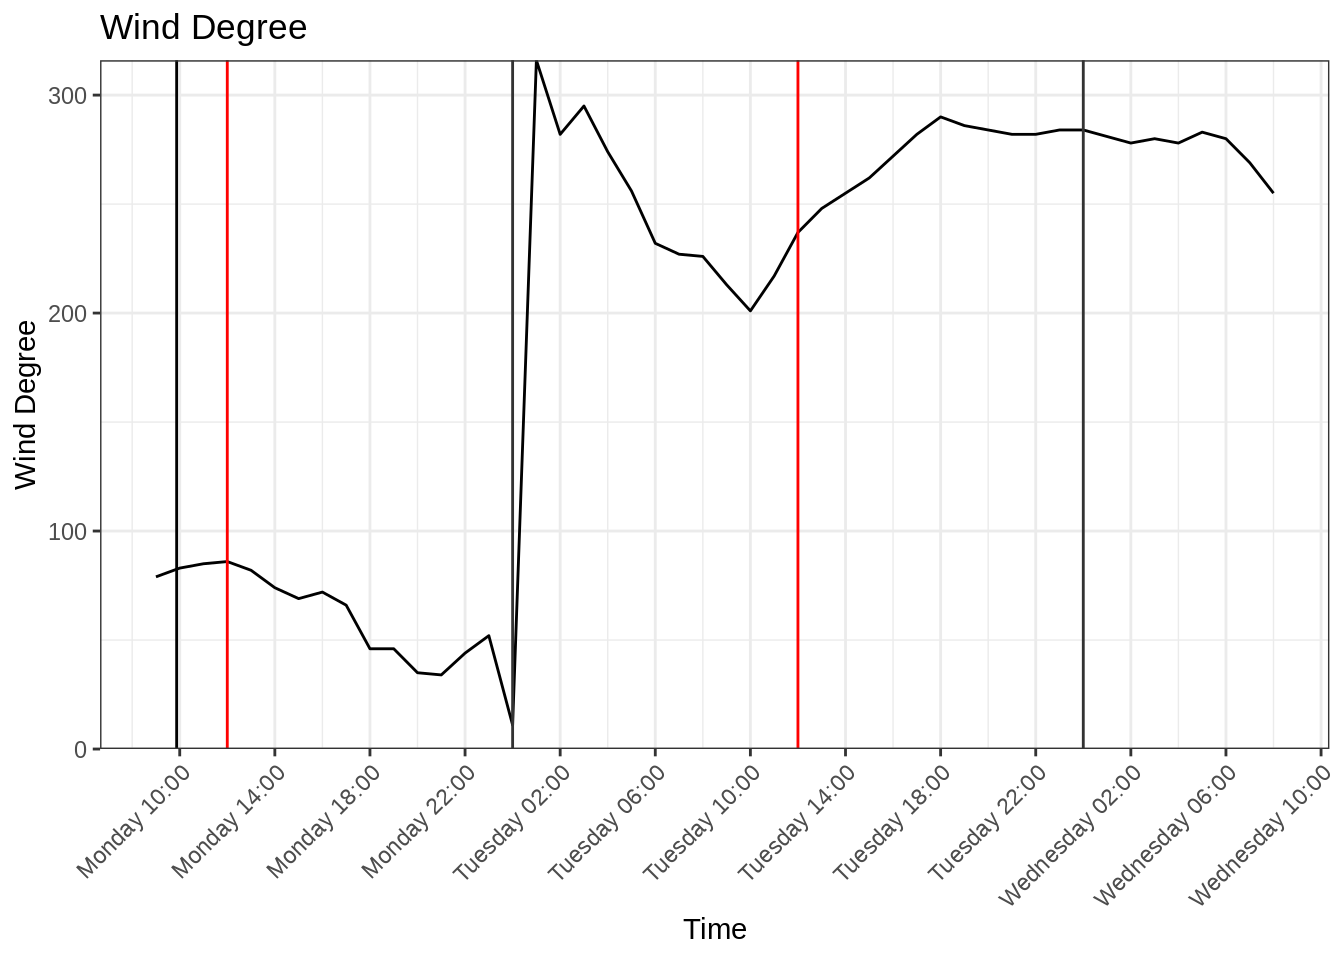 Wind Degree
Wind Degree
300
200
100
0
Monday 10:00
Monday 14:00
Monday 18:00
Monday 22:00
Tuesday 02:00
Tuesday 06:00
Tuesday 10:00
Tuesday 14:00
Tuesday 18:00
Tuesday 22:00
Wednesday 02:00
Wednesday 06:00
Wednesday 10:00
Time